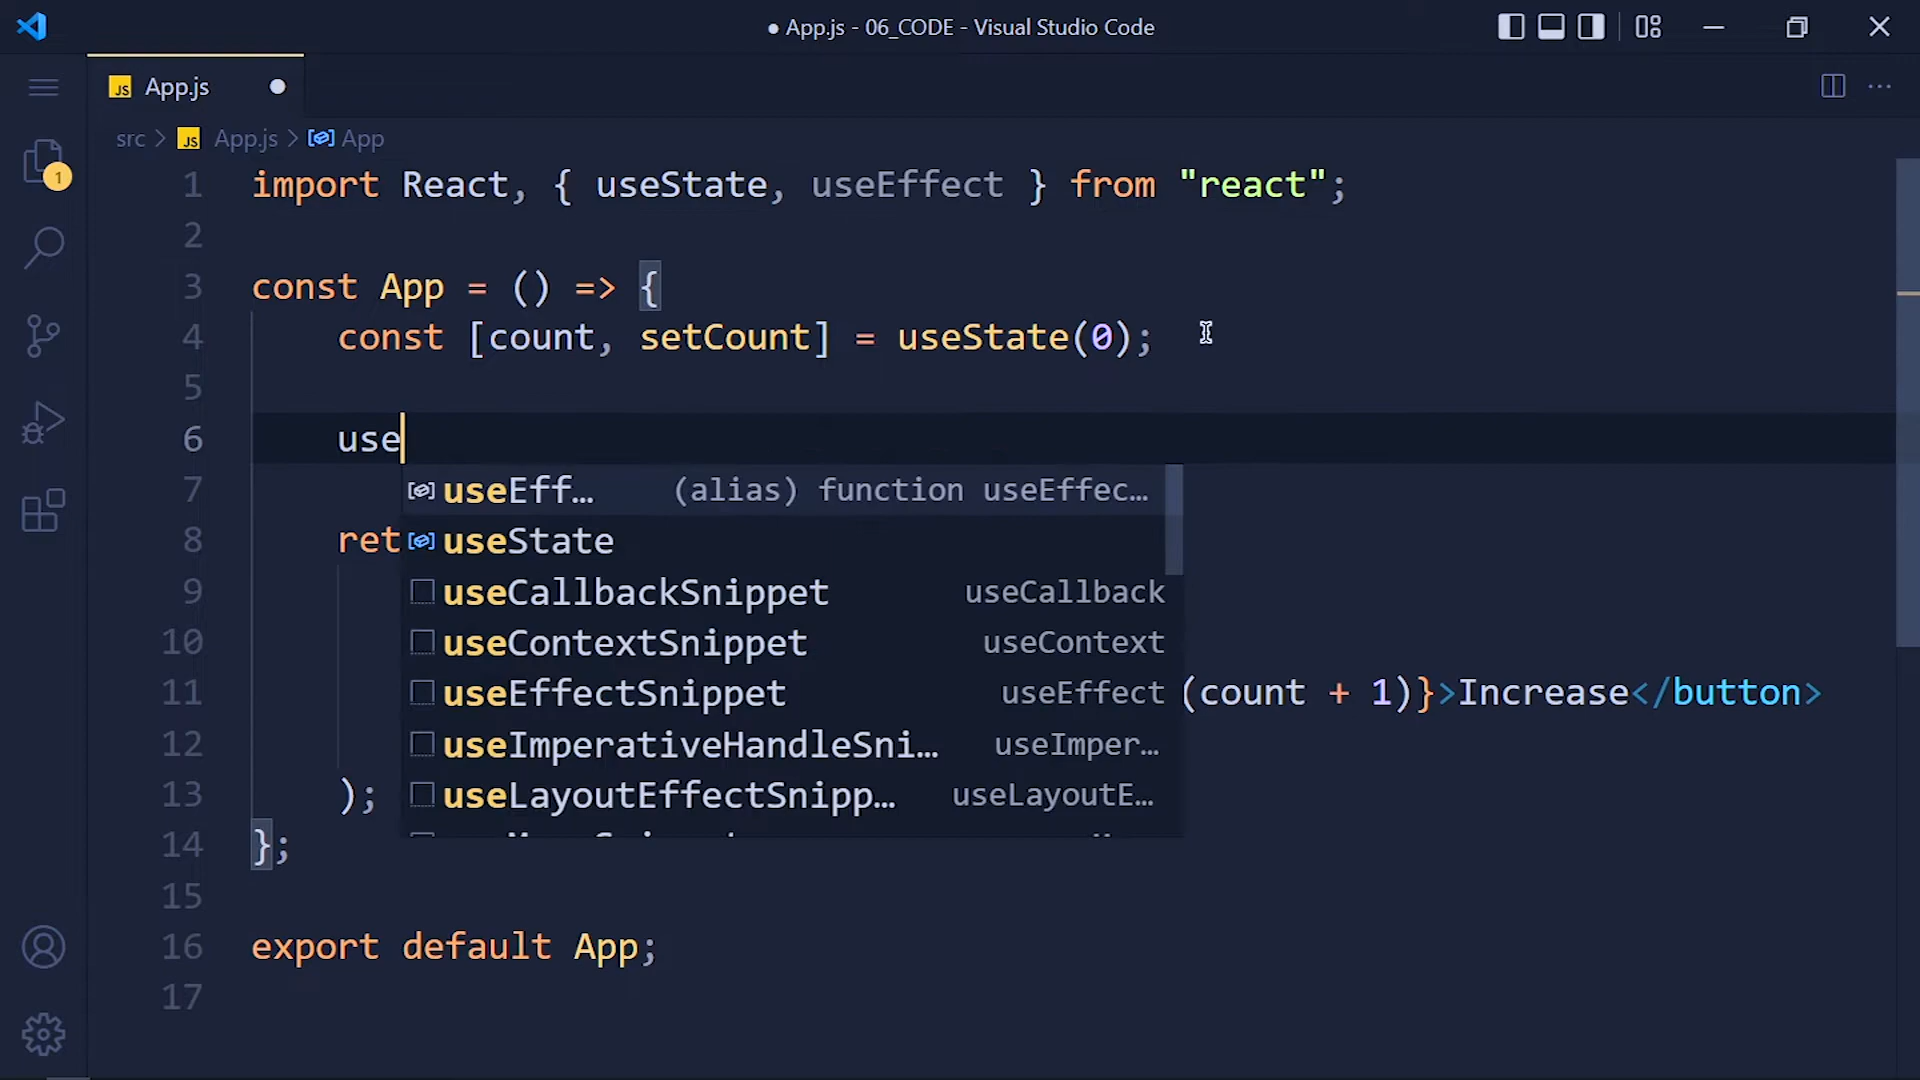 ● App.js - 06_CODE - Visual Studio Code
JS App.js ●
src > JS App.js > App
1
1 import React, { useState, useEffect } from "react";
2
3 const App = () => {
4 const [count, setCount] = useState(0);
5
6 use
7 useEff… (alias) function useEffec…
8 ret useState
9 useCallbackSnippet useCallback
10 useContextSnippet useContext
11 useEffectSnippet useEffect (count + 1)}>Increase</button>
12 useImperativeHandleSni… useImper…
13 ); useLayoutEffectSnipp… useLayoutE…
14 };
15
16 export default App;
17